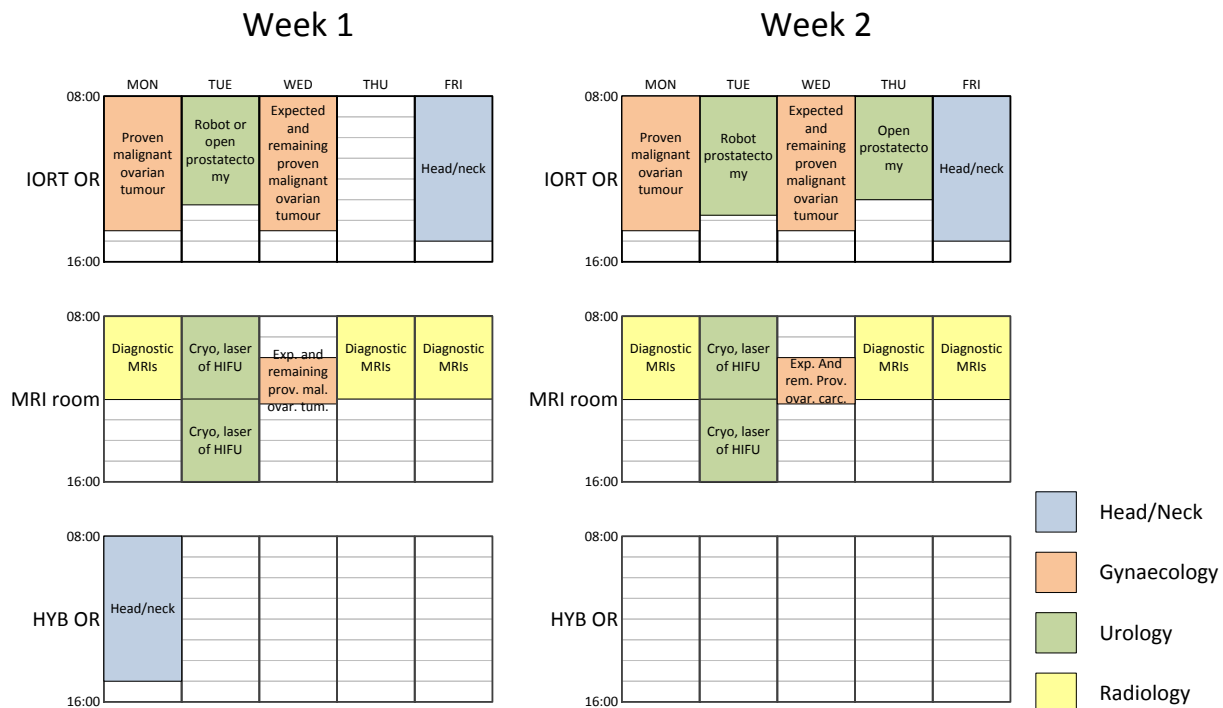 Week 1
Week 2
MON TUE WED THU FRI
MON TUE WED THU FRI
08:00
IORT OR
16:00
Proven
malignant
ovarian
tumour
Robot or
open
prostatecto
my
Expected
and
remaining
proven
malignant
ovarian
tumour
Head/neck
08:00
IORT OR
16:00
Proven
malignant
ovarian
tumour
Robot
prostatecto
my
Expected
and
remaining
proven
malignant
ovarian
tumour
Open
prostatecto
my
Head/neck
08:00
MRI room
16:00
Diagnostic
MRIs
Cryo, laser
of HIFU
Cryo, laser
of HIFU
Exp. and
remaining
prov. mal.
ovar. tum.
Diagnostic
MRIs
Diagnostic
MRIs
08:00
MRI room
16:00
Diagnostic
MRIs
Cryo, laser
of HIFU
Cryo, laser
of HIFU
Exp. And
rem. Prov.
ovar. carc.
Diagnostic
MRIs
Diagnostic
MRIs
08:00
HYB OR
16:00
Head/neck
08:00
HYB OR
16:00
Head/Neck
Gynaecology
Urology
Radiology